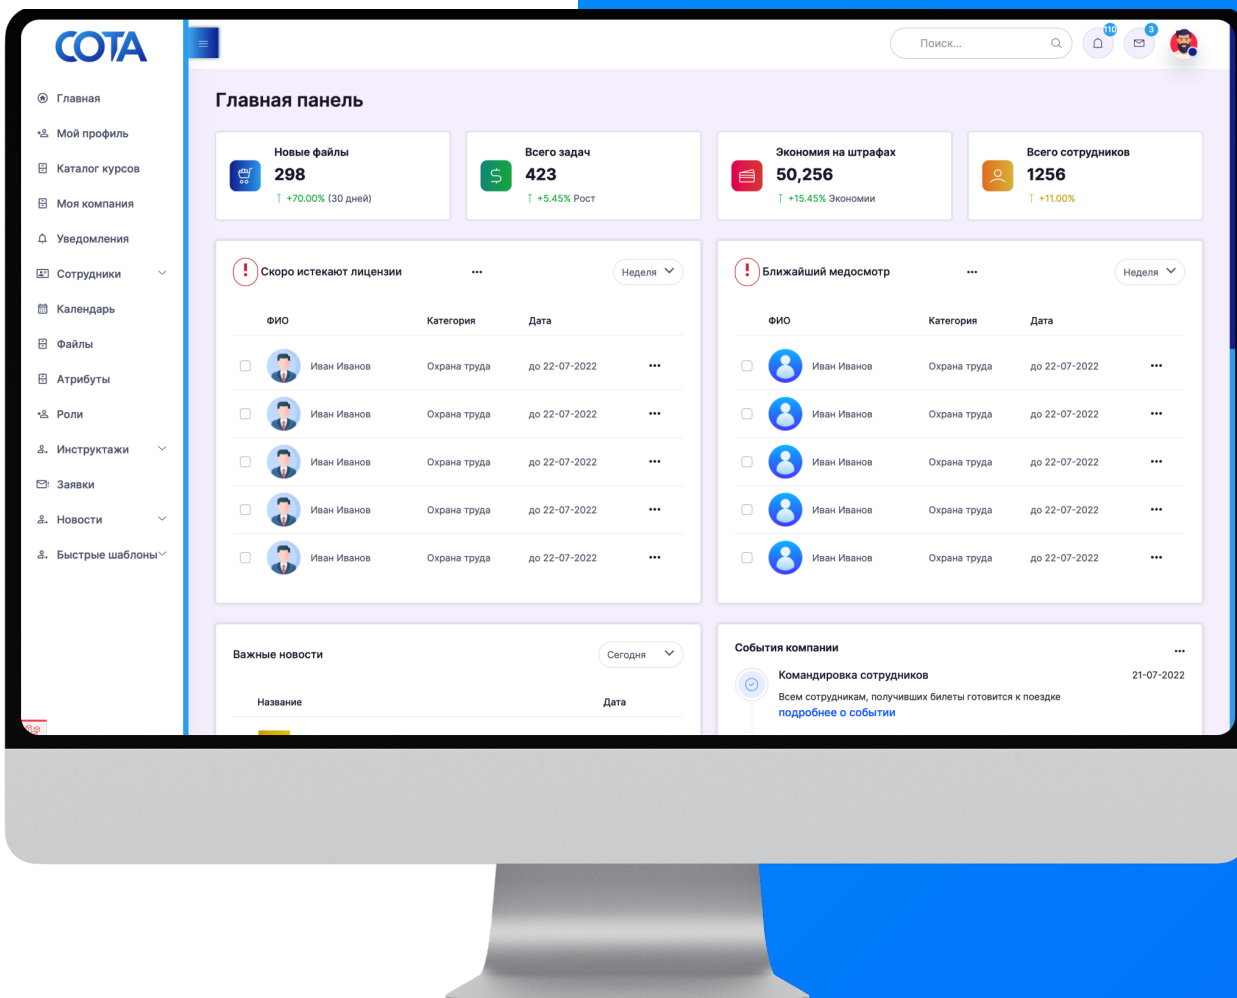 СОТА
Поиск...
110
3
Главная
Мой профиль
Каталог курсов
Моя компания
Уведомления
Сотрудники
Календарь
Файлы
Атрибуты
Роли
Инструктажи
Заявки
Новости
Быстрые шаблоны
Главная панель
Новые файлы
298
↑ +70.00% (30 дней)
Всего задач
423
↑ +5.45% Рост
Экономия на штрафах
50,256
↑ +15.45% Экономии
Всего сотрудников
1256
↑ +11.00%
! Скоро истекают лицензии ••• Неделя
ФИО Категория Дата
Иван Иванов Охрана труда до 22-07-2022 •••
Иван Иванов Охрана труда до 22-07-2022 •••
Иван Иванов Охрана труда до 22-07-2022 •••
Иван Иванов Охрана труда до 22-07-2022 •••
Иван Иванов Охрана труда до 22-07-2022 •••
! Ближайший медосмотр ••• Неделя
ФИО Категория Дата
Иван Иванов Охрана труда до 22-07-2022 •••
Иван Иванов Охрана труда до 22-07-2022 •••
Иван Иванов Охрана труда до 22-07-2022 •••
Иван Иванов Охрана труда до 22-07-2022 •••
Иван Иванов Охрана труда до 22-07-2022 •••
Важные новости Сегодня
Название Дата
События компании •••
Командировка сотрудников 21-07-2022
Всем сотрудникам, получивших билеты готовится к поездке
подробнее о событии